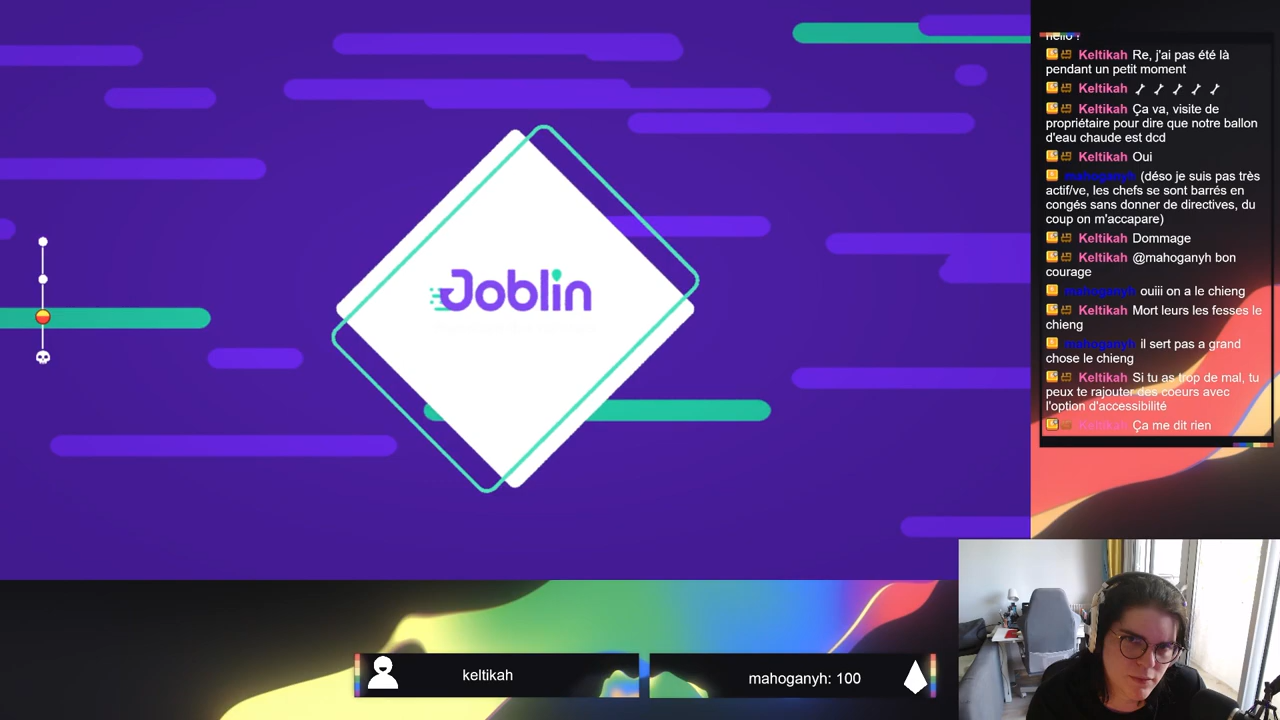 Joblin
hello !
Keltikah Re, j'ai pas été là
pendant un petit moment
Keltikah
Keltikah Ça va, visite de
propriétaire pour dire que notre ballon
d'eau chaude est dcd
Keltikah Oui
mahoganyh (déso je suis pas très
actif/ve, les chefs se sont barrés en
congés sans donner de directives, du
coup on m'accapare)
Keltikah Dommage
Keltikah @mahoganyh bon
courage
mahoganyh ouiii on a le chieng
Keltikah Mort leurs les fesses le
chieng
mahoganyh il sert pas a grand
chose le chieng
Keltikah Si tu as trop de mal, tu
peux te rajouter des coeurs avec
l'option d'accessibilité
Keltikah Ça me dit rien
keltikah
mahoganyh: 100